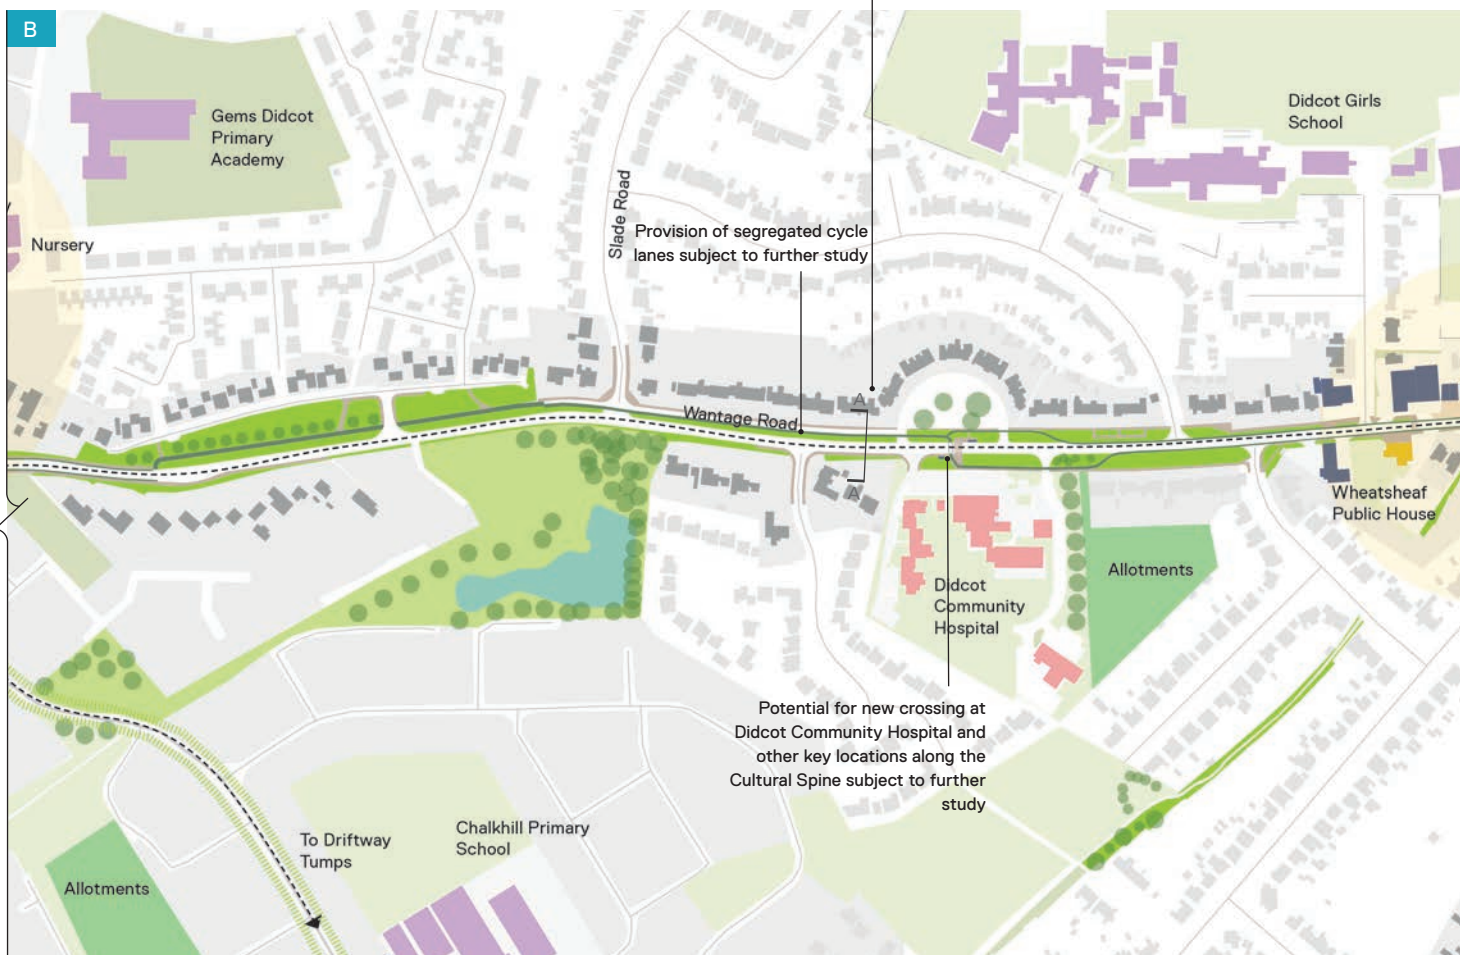 B
Gems Didcot
Primary
Academy
Didcot Girls
School
Slade Road
Nursery
Provision of segregated cycle
lanes subject to further study
A
Wantage Road
A
Wheatsheaf
Public House
Allotments
Didcot
Community
Hospital
Potential for new crossing at
Didcot Community Hospital and
other key locations along the
Cultural Spine subject to further
study
To Driftway
Tumps
Chalkhill Primary
School
Allotments